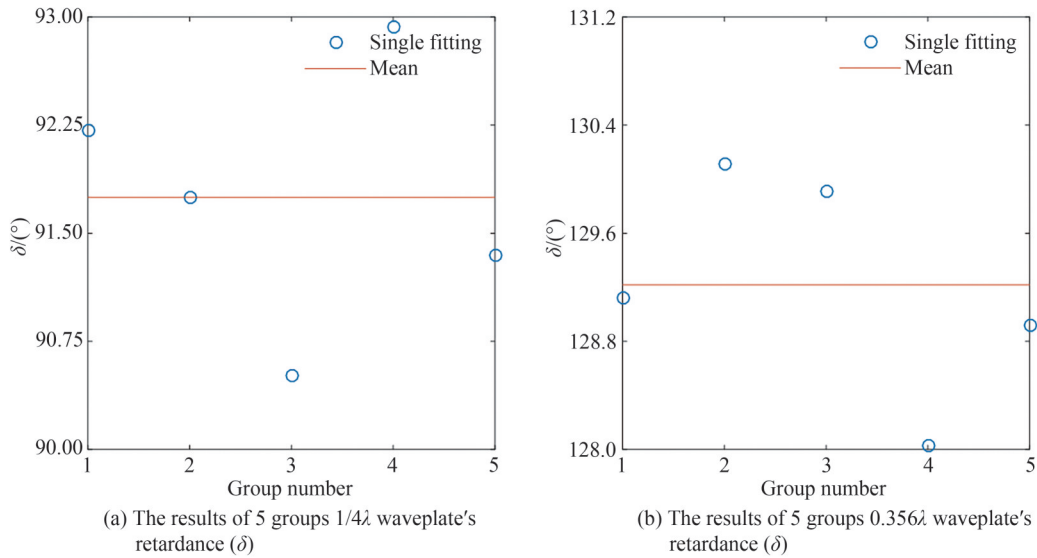 93.00
92.25
91.50
90.75
90.00
δ/(°)
Single fitting
Mean
1 2 3 4 5
Group number
(a) The results of 5 groups 1/4λ waveplate's
retardance (δ)
131.2
130.4
129.6
128.8
128.0
δ/(°)
Single fitting
Mean
1 2 3 4 5
Group number
(b) The results of 5 groups 0.356λ waveplate's
retardance (δ)